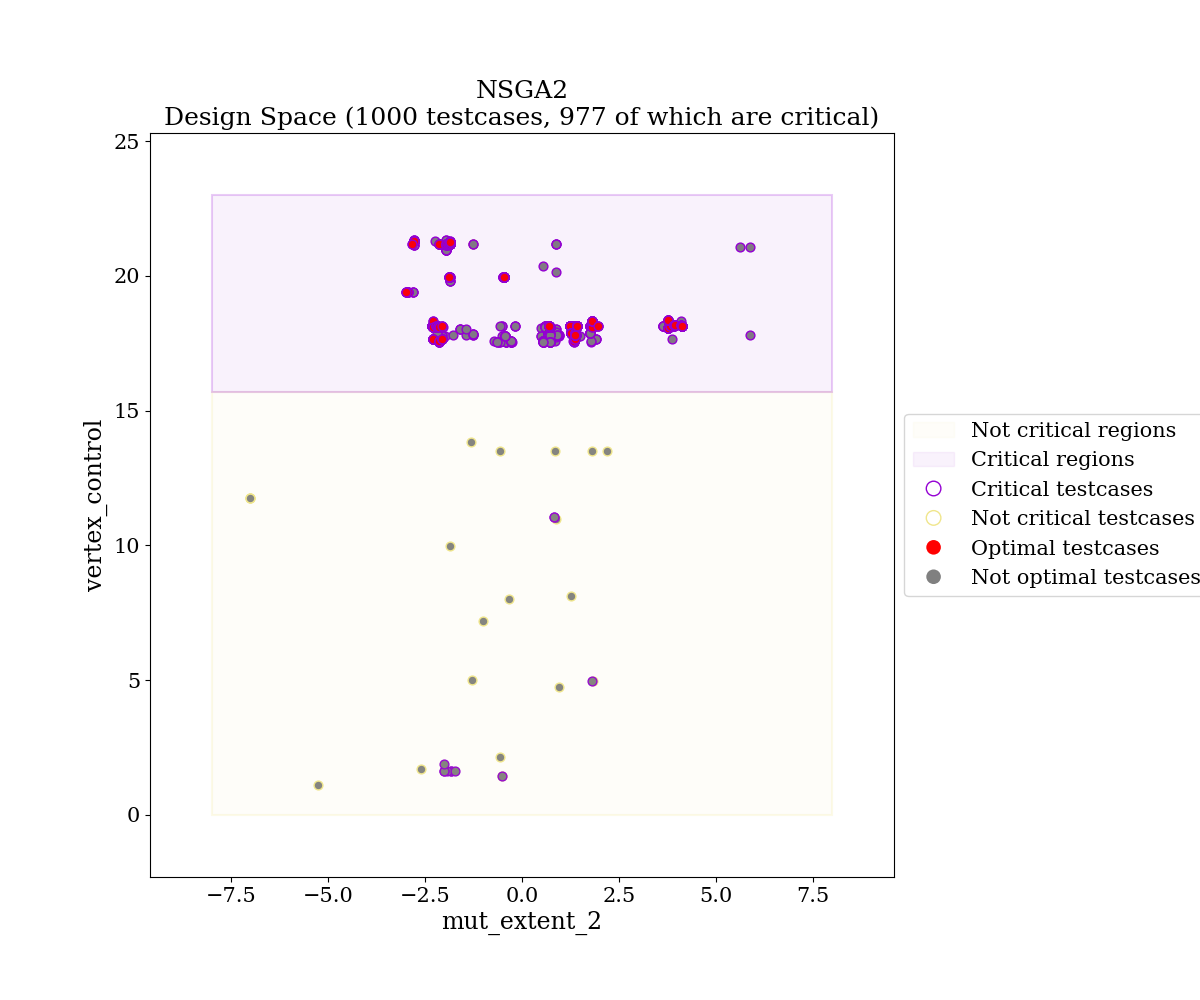 NSGA2
Design Space (1000 testcases, 977 of which are critical)
25
20
15
10
5
0
vertex_control
−7.5
−5.0
−2.5
0.0
2.5
5.0
7.5
mut_extent_2
Not critical regions
Critical regions
Critical testcases
Not critical testcases
Optimal testcases
Not optimal testcases